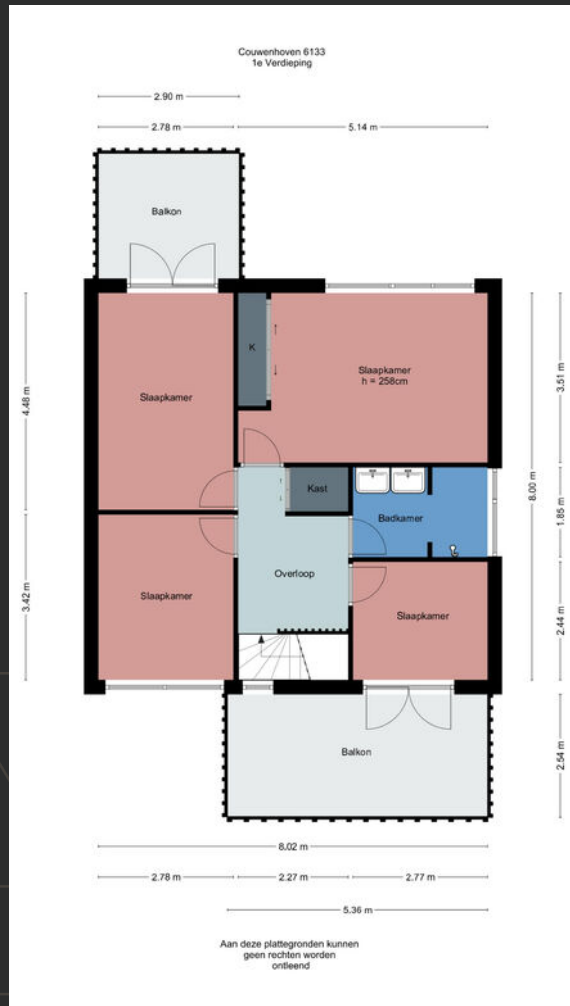 Couwenhoven 6133
1e Verdieping
2.90 m
2.78 m
5.14 m
Balkon
K
Slaapkamer
h = 258cm
Slaapkamer
4.48 m
3.51 m
8.00 m
Kast
Badkamer
1.85 m
Overloop
Slaapkamer
Slaapkamer
3.42 m
2.44 m
Balkon
2.54 m
8.02 m
2.78 m
2.27 m
2.77 m
5.36 m
Aan deze plattegronden kunnen
geen rechten worden
ontleend